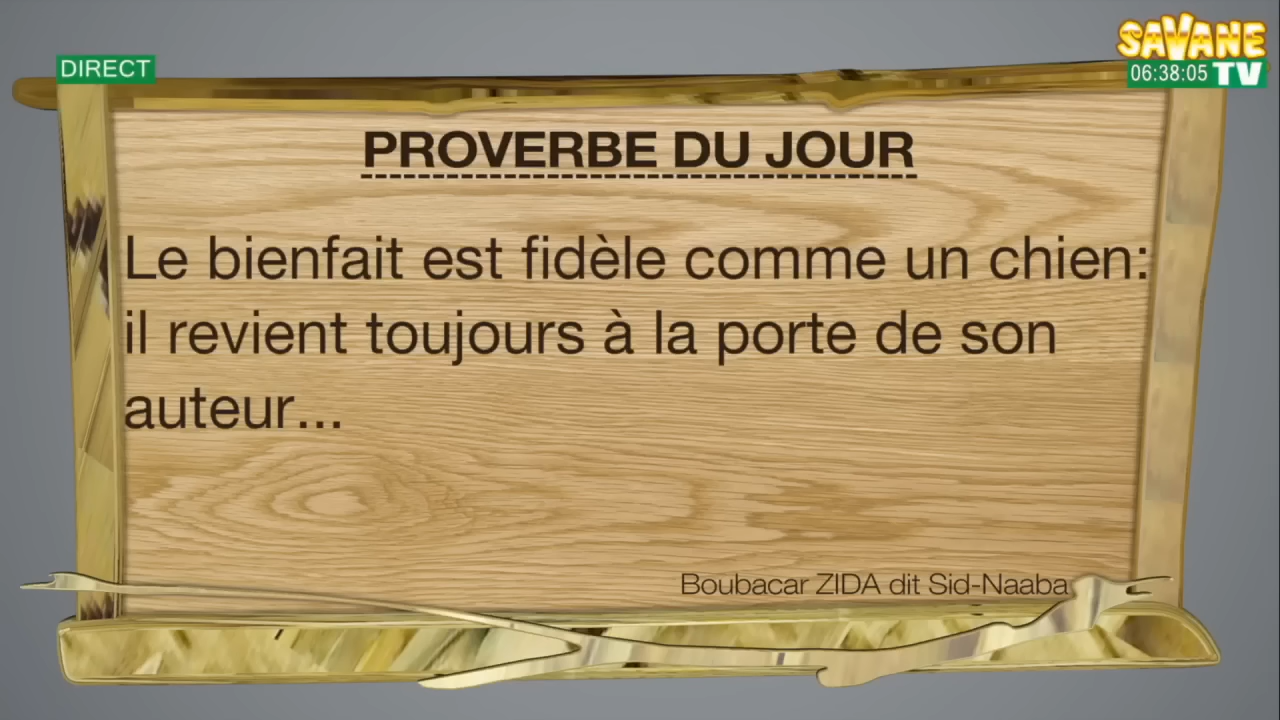 DIRECT
SAVANE
06:38:05 TV
PROVERBE DU JOUR
Le bienfait est fidèle comme un chien:
il revient toujours à la porte de son
auteur...
Boubacar ZIDA dit Sid-Naaba